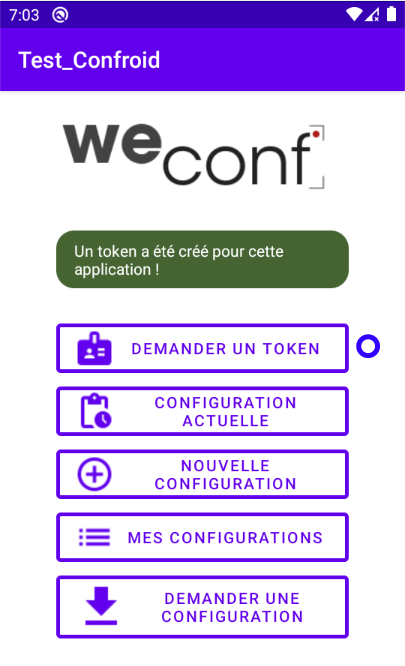 7:03
Test_Confroid
weconf
Un token a été créé pour cette
application !
DEMANDER UN TOKEN
CONFIGURATION
ACTUELLE
NOUVELLE
CONFIGURATION
MES CONFIGURATIONS
DEMANDER UNE
CONFIGURATION